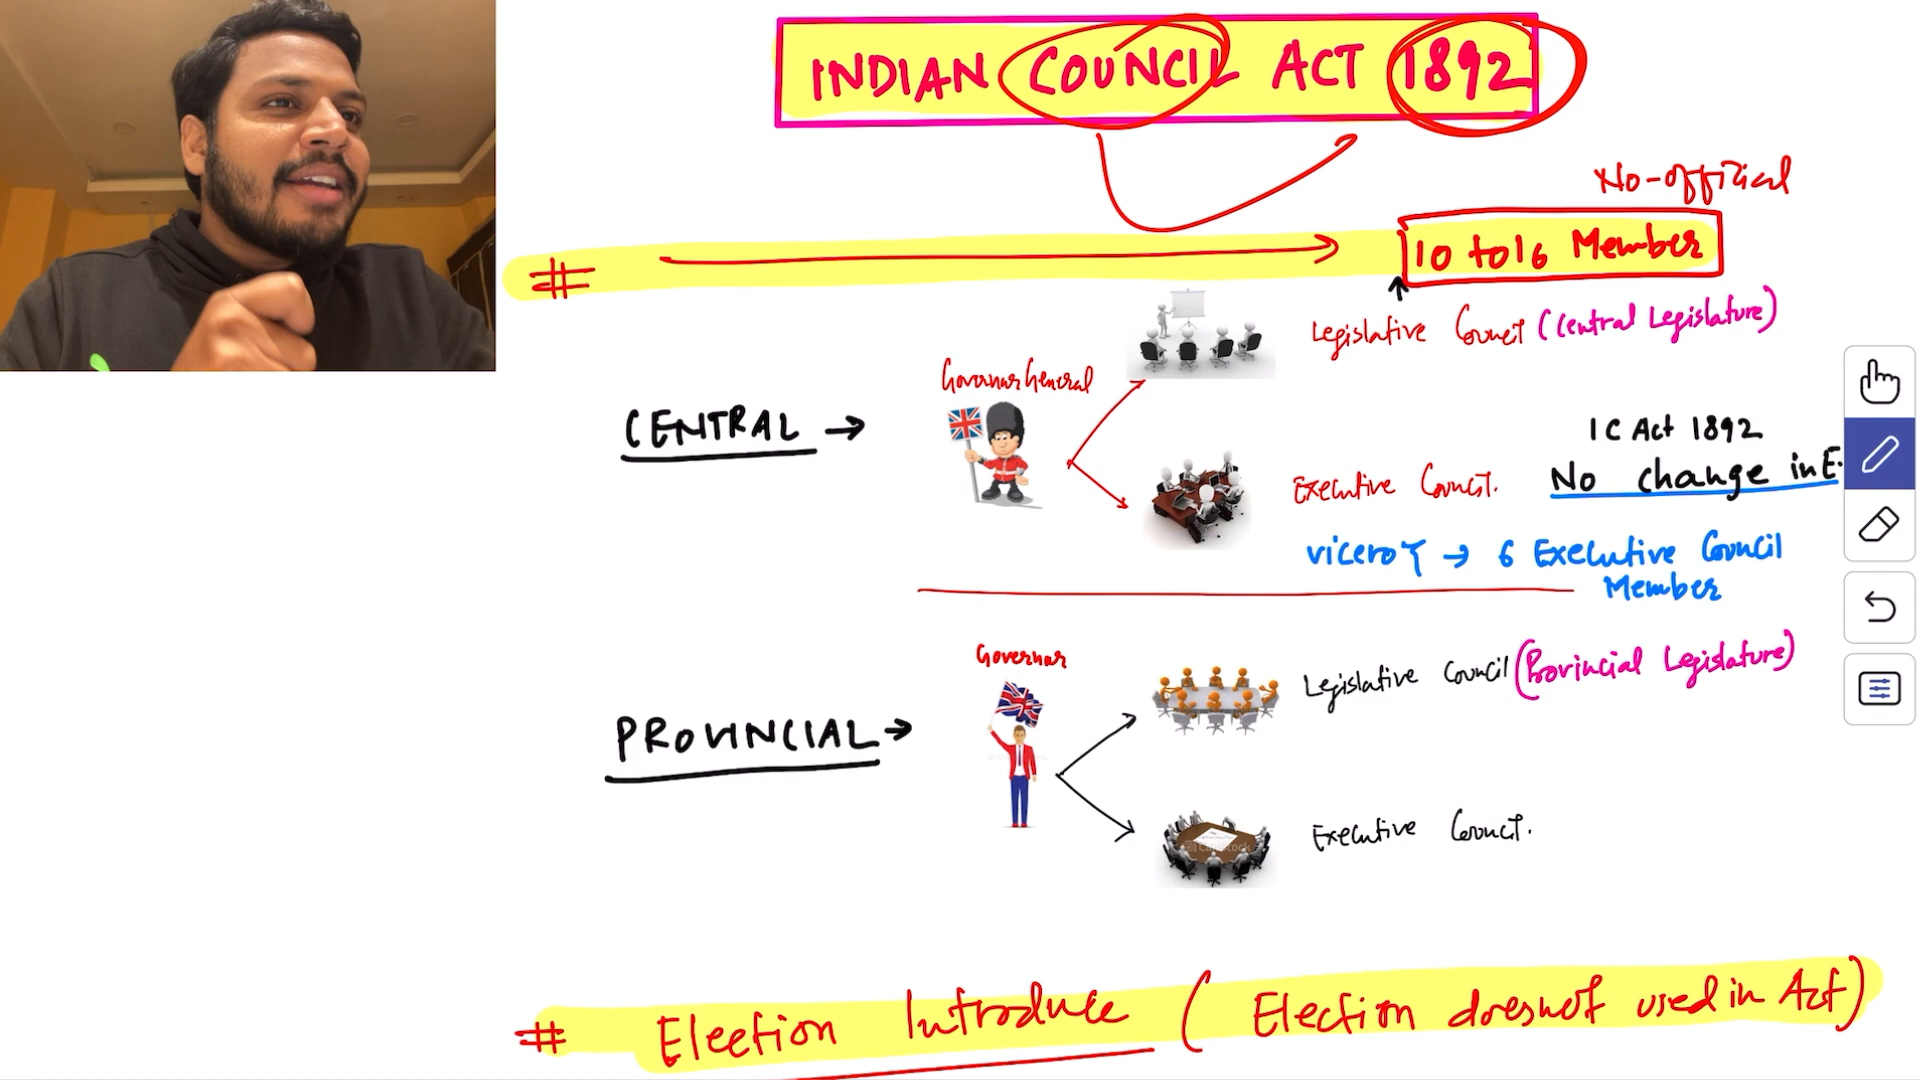 INDIAN COUNCIL ACT 1892
No-official
# 10 to 16 Member
Legislative Council (Central Legislature)
Governar General
CENTRAL →
IC Act 1892
No change in E.
Executive Council.
viceroy → 6 Executive Council
Member
Governar
Legislative Council (Provincial Legislature)
PROVINCIAL →
Executive Council.
# Election Introduce ( Election doesnot used in Act)